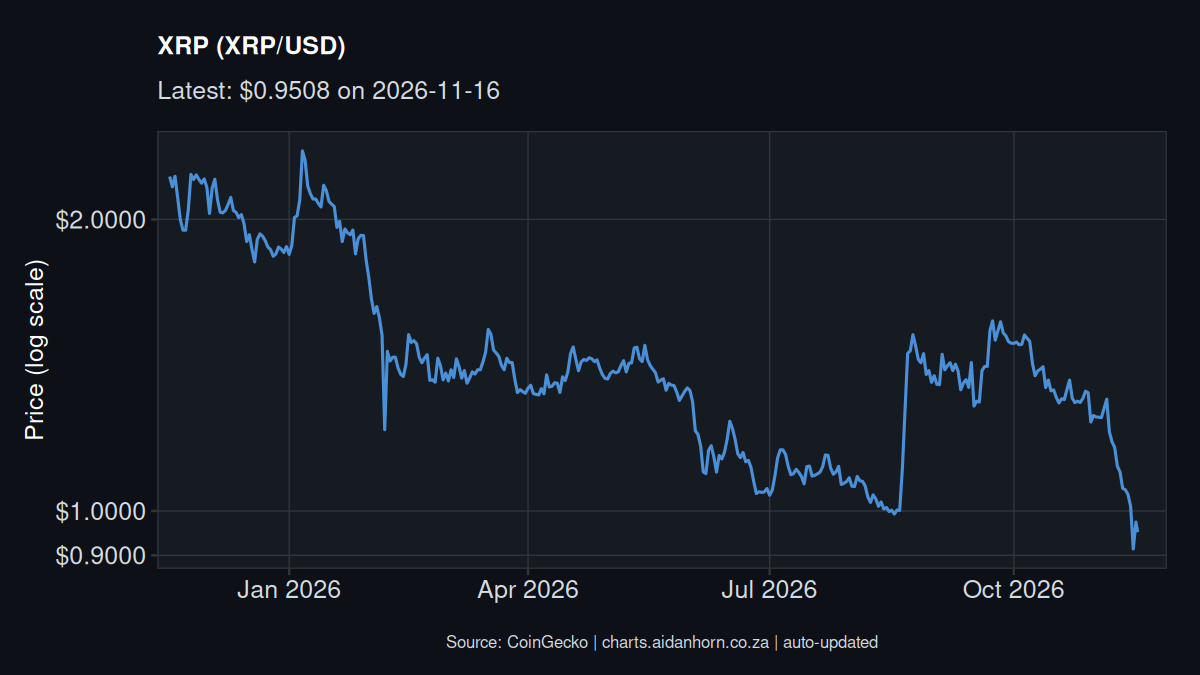 XRP (XRP/USD)
Latest: $0.9508 on 2026-11-16
Price (log scale)
$2.0000
$1.0000
$0.9000
Jan 2026
Apr 2026
Jul 2026
Oct 2026
Source: CoinGecko | charts.aidanhorn.co.za | auto-updated